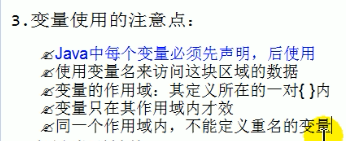 3.变量使用的注意点：
Java中每个变量必须先声明，后使用
使用变量名来访问这块区域的数据
变量的作用域：其定义所在的一对{ }内
变量只在其作用域内才效
同一个作用域内，不能定义重名的变量